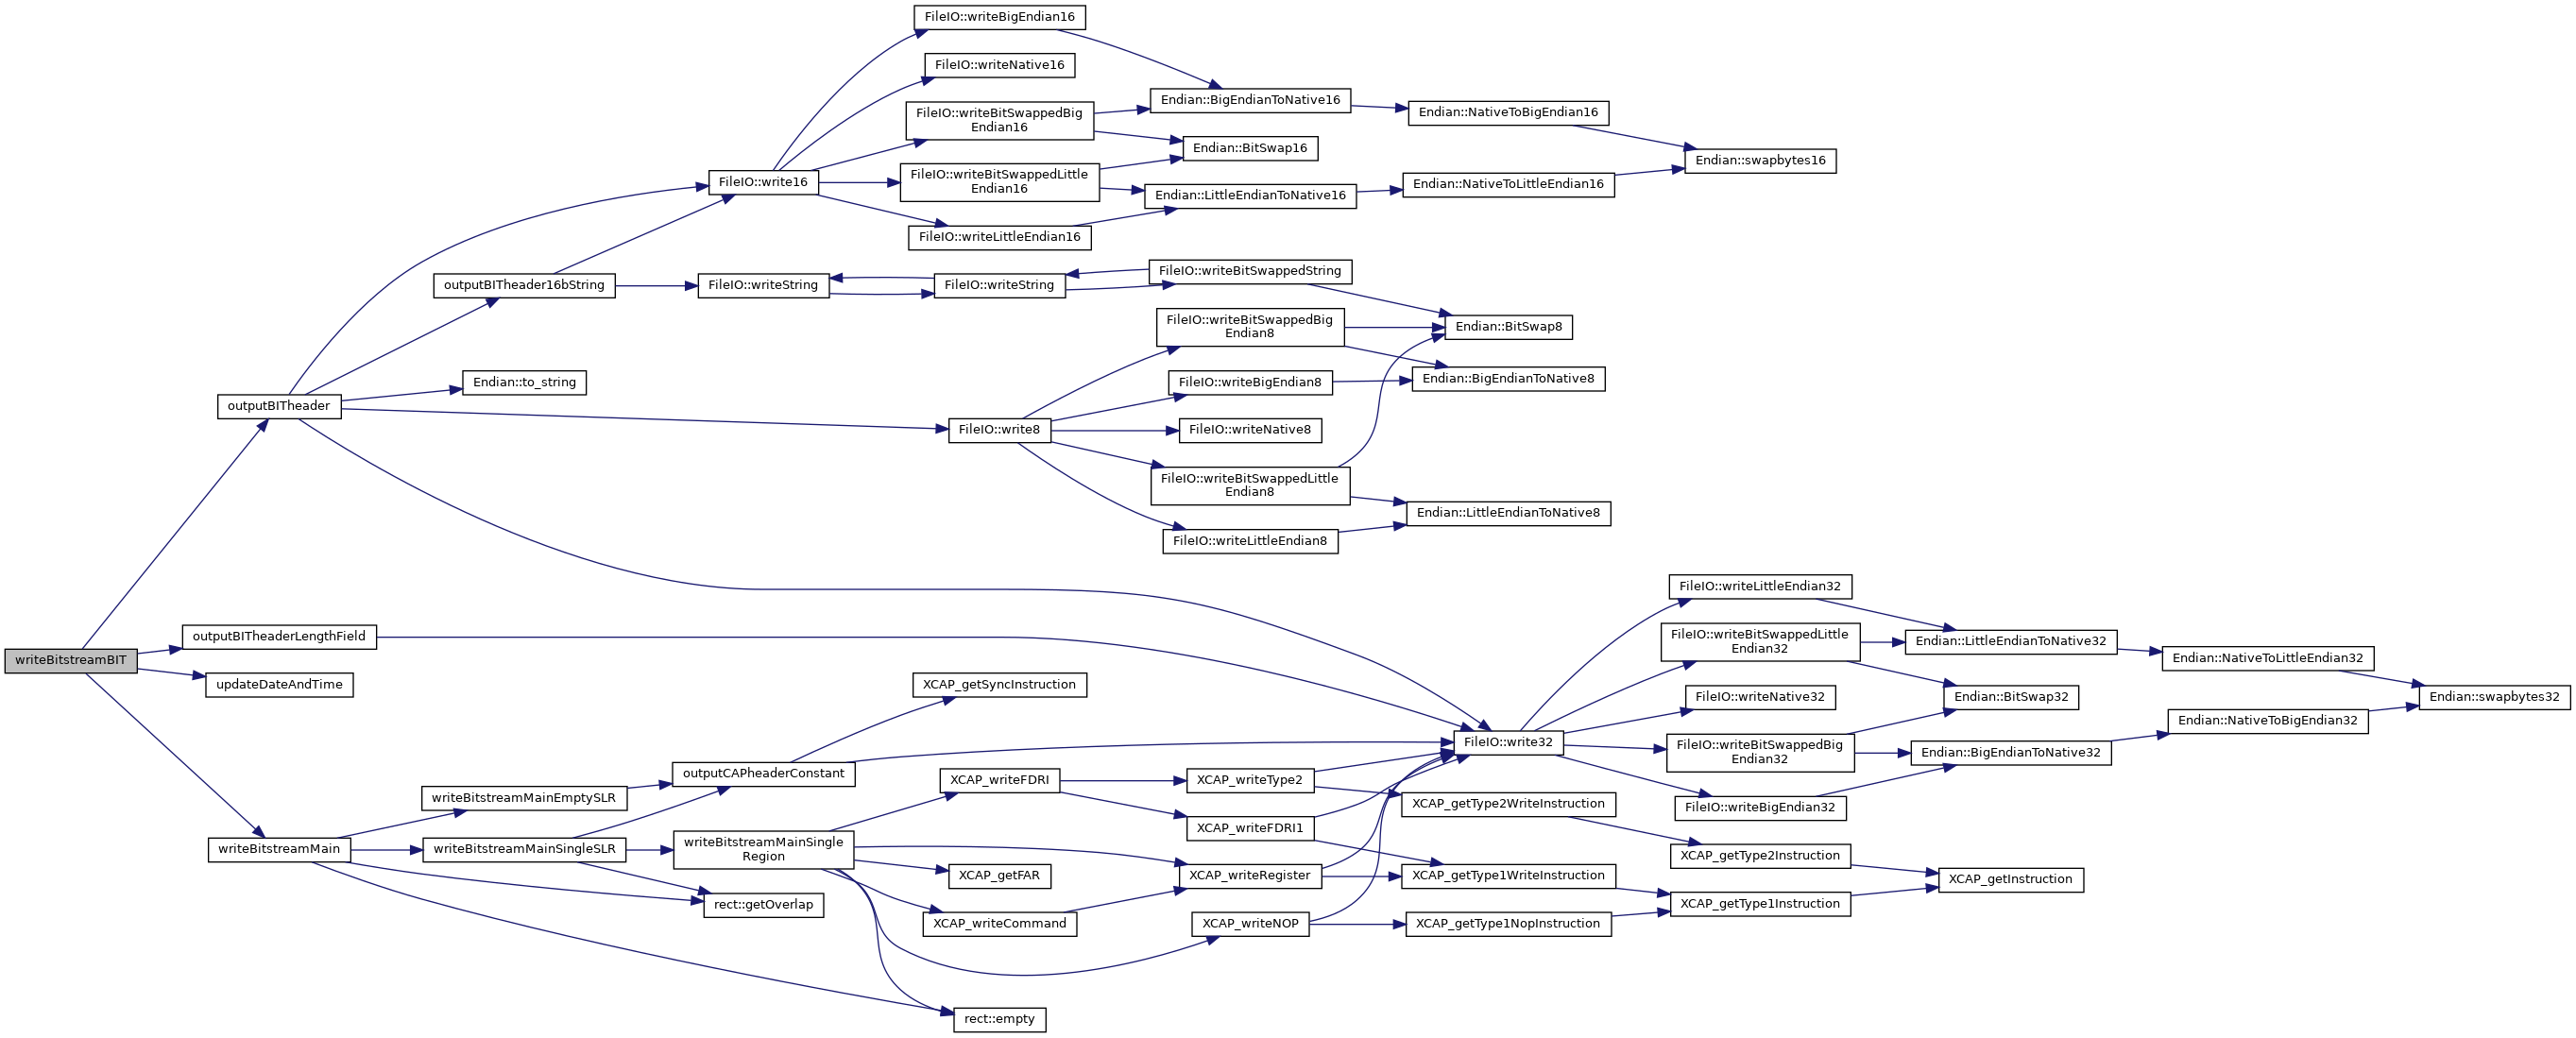 FileIO::writeBigEndian16
FileIO::writeNative16
Endian::BigEndianToNative16
FileIO::writeBitSwappedBig
Endian16
Endian::NativeToBigEndian16
Endian::BitSwap16
Endian::swapbytes16
FileIO::write16
FileIO::writeBitSwappedLittle
Endian16
Endian::LittleEndianToNative16
Endian::NativeToLittleEndian16
FileIO::writeLittleEndian16
outputBITheader16bString
FileIO::writeString
FileIO::writeString
FileIO::writeBitSwappedString
FileIO::writeBitSwappedBig
Endian8
Endian::BitSwap8
Endian::to_string
FileIO::writeBigEndian8
Endian::BigEndianToNative8
outputBITheader
FileIO::write8
FileIO::writeNative8
FileIO::writeBitSwappedLittle
Endian8
Endian::LittleEndianToNative8
FileIO::writeLittleEndian8
FileIO::writeLittleEndian32
outputBITheaderLengthField
FileIO::writeBitSwappedLittle
Endian32
Endian::LittleEndianToNative32
writeBitstreamBIT
Endian::NativeToLittleEndian32
updateDateAndTime
XCAP_getSyncInstruction
FileIO::writeNative32
Endian::BitSwap32
Endian::swapbytes32
Endian::NativeToBigEndian32
FileIO::write32
FileIO::writeBitSwappedBig
Endian32
Endian::BigEndianToNative32
outputCAPheaderConstant
XCAP_writeFDRI
XCAP_writeType2
writeBitstreamMainEmptySLR
XCAP_getType2WriteInstruction
FileIO::writeBigEndian32
XCAP_writeFDRI1
writeBitstreamMain
writeBitstreamMainSingleSLR
writeBitstreamMainSingle
Region
XCAP_getType2Instruction
XCAP_getFAR
XCAP_writeRegister
XCAP_getType1WriteInstruction
XCAP_getInstruction
rect::getOverlap
XCAP_getType1Instruction
XCAP_writeCommand
XCAP_writeNOP
XCAP_getType1NopInstruction
rect::empty